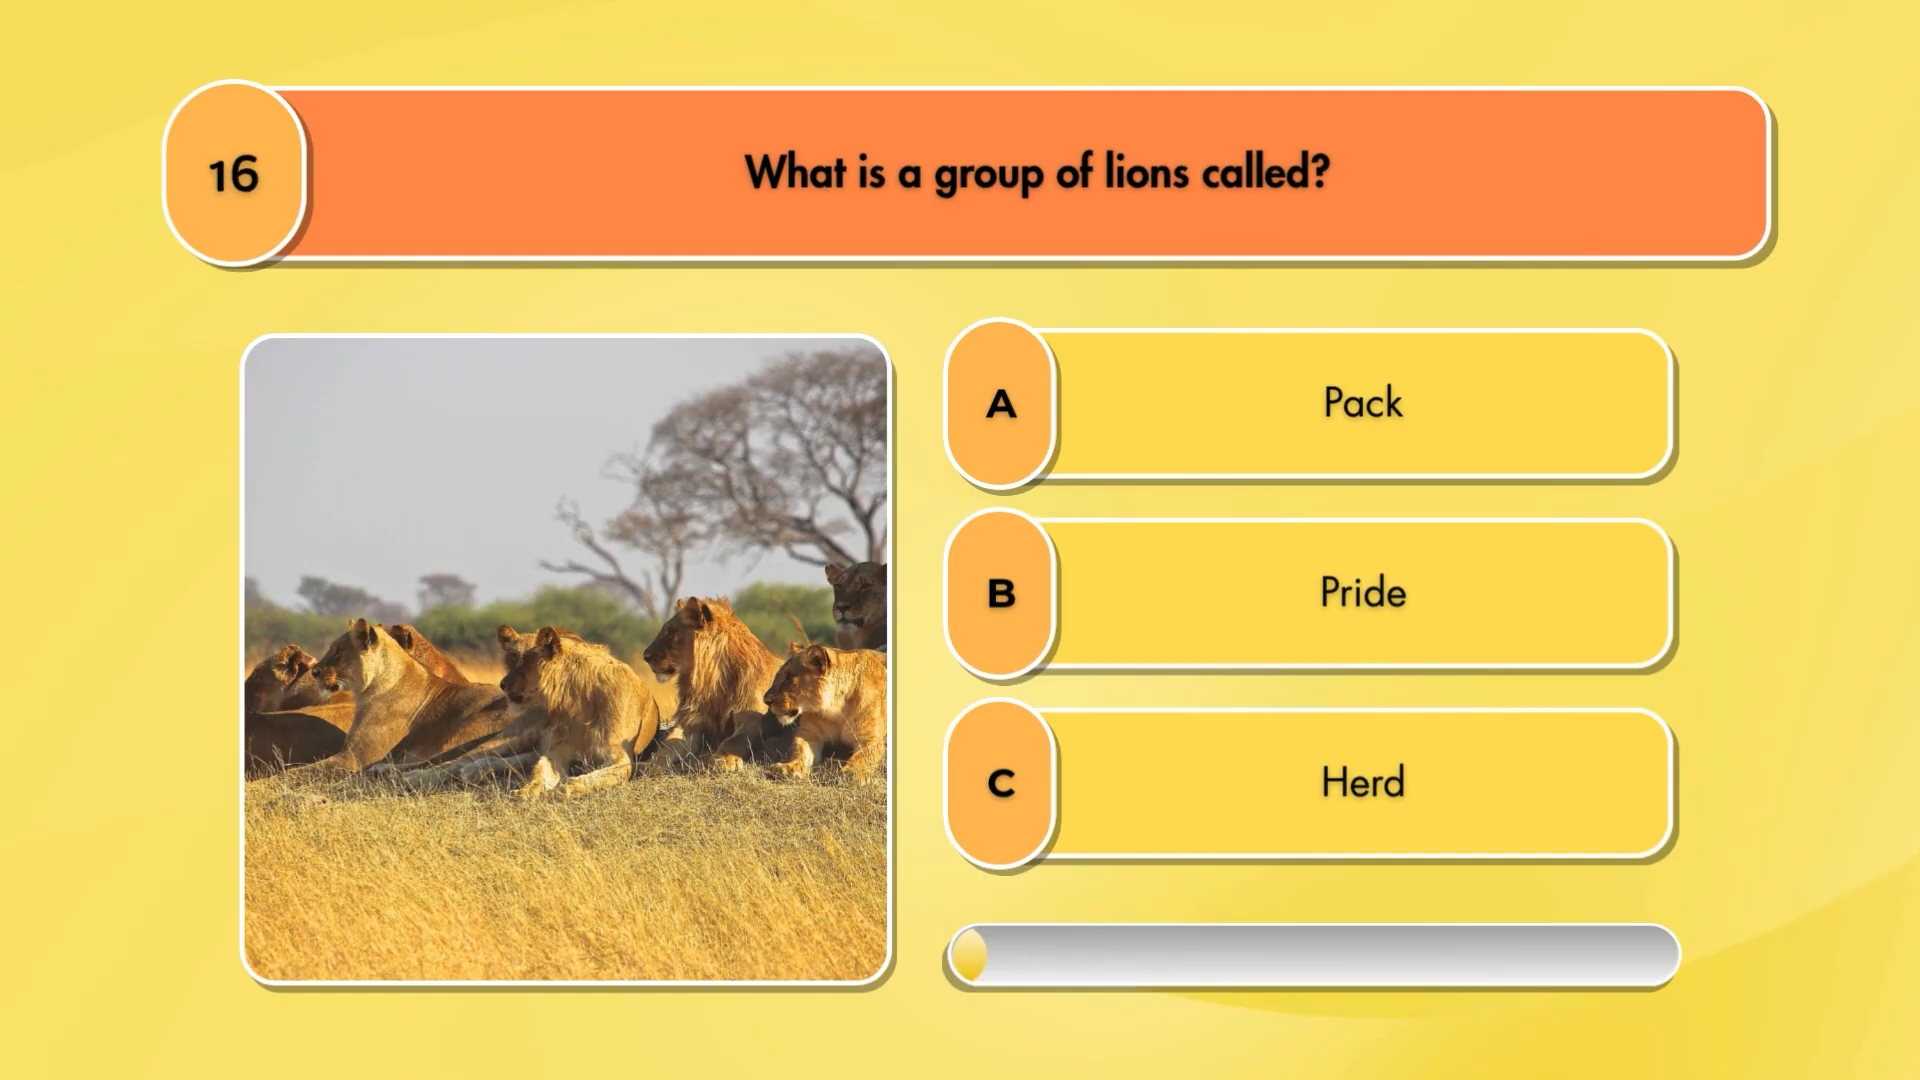 16
What is a group of lions called?
A
Pack
B
Pride
C
Herd